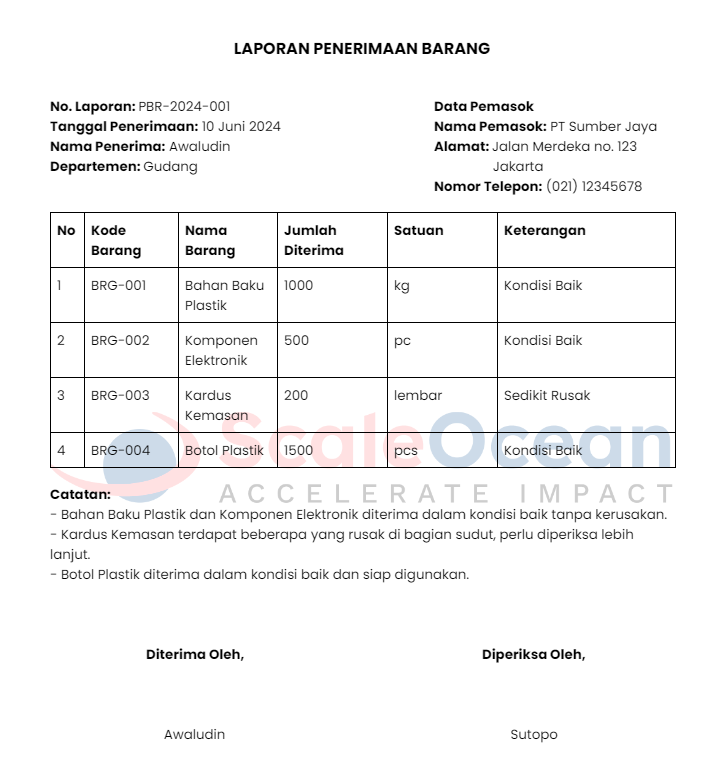 LAPORAN PENERIMAAN BARANG
No. Laporan: PBR-2024-001
Tanggal Penerimaan: 10 Juni 2024
Nama Penerima: Awaludin
Departemen: Gudang
Data Pemasok
Nama Pemasok: PT Sumber Jaya
Alamat: Jalan Merdeka no. 123
Jakarta
Nomor Telepon: (021) 12345678
No Kode Barang Nama Barang Jumlah Diterima Satuan Keterangan
1 BRG-001 Bahan Baku Plastik 1000 kg Kondisi Baik
2 BRG-002 Komponen Elektronik 500 pc Kondisi Baik
3 BRG-003 Kardus Kemasan 200 lembar Sedikit Rusak
4 BRG-004 Botol Plastik 1500 pcs Kondisi Baik
ScaleOcean
ACCELERATE IMPACT
Catatan:
- Bahan Baku Plastik dan Komponen Elektronik diterima dalam kondisi baik tanpa kerusakan.
- Kardus Kemasan terdapat beberapa yang rusak di bagian sudut, perlu diperiksa lebih
lanjut.
- Botol Plastik diterima dalam kondisi baik dan siap digunakan.
Diterima Oleh, Diperiksa Oleh,
Awaludin Sutopo